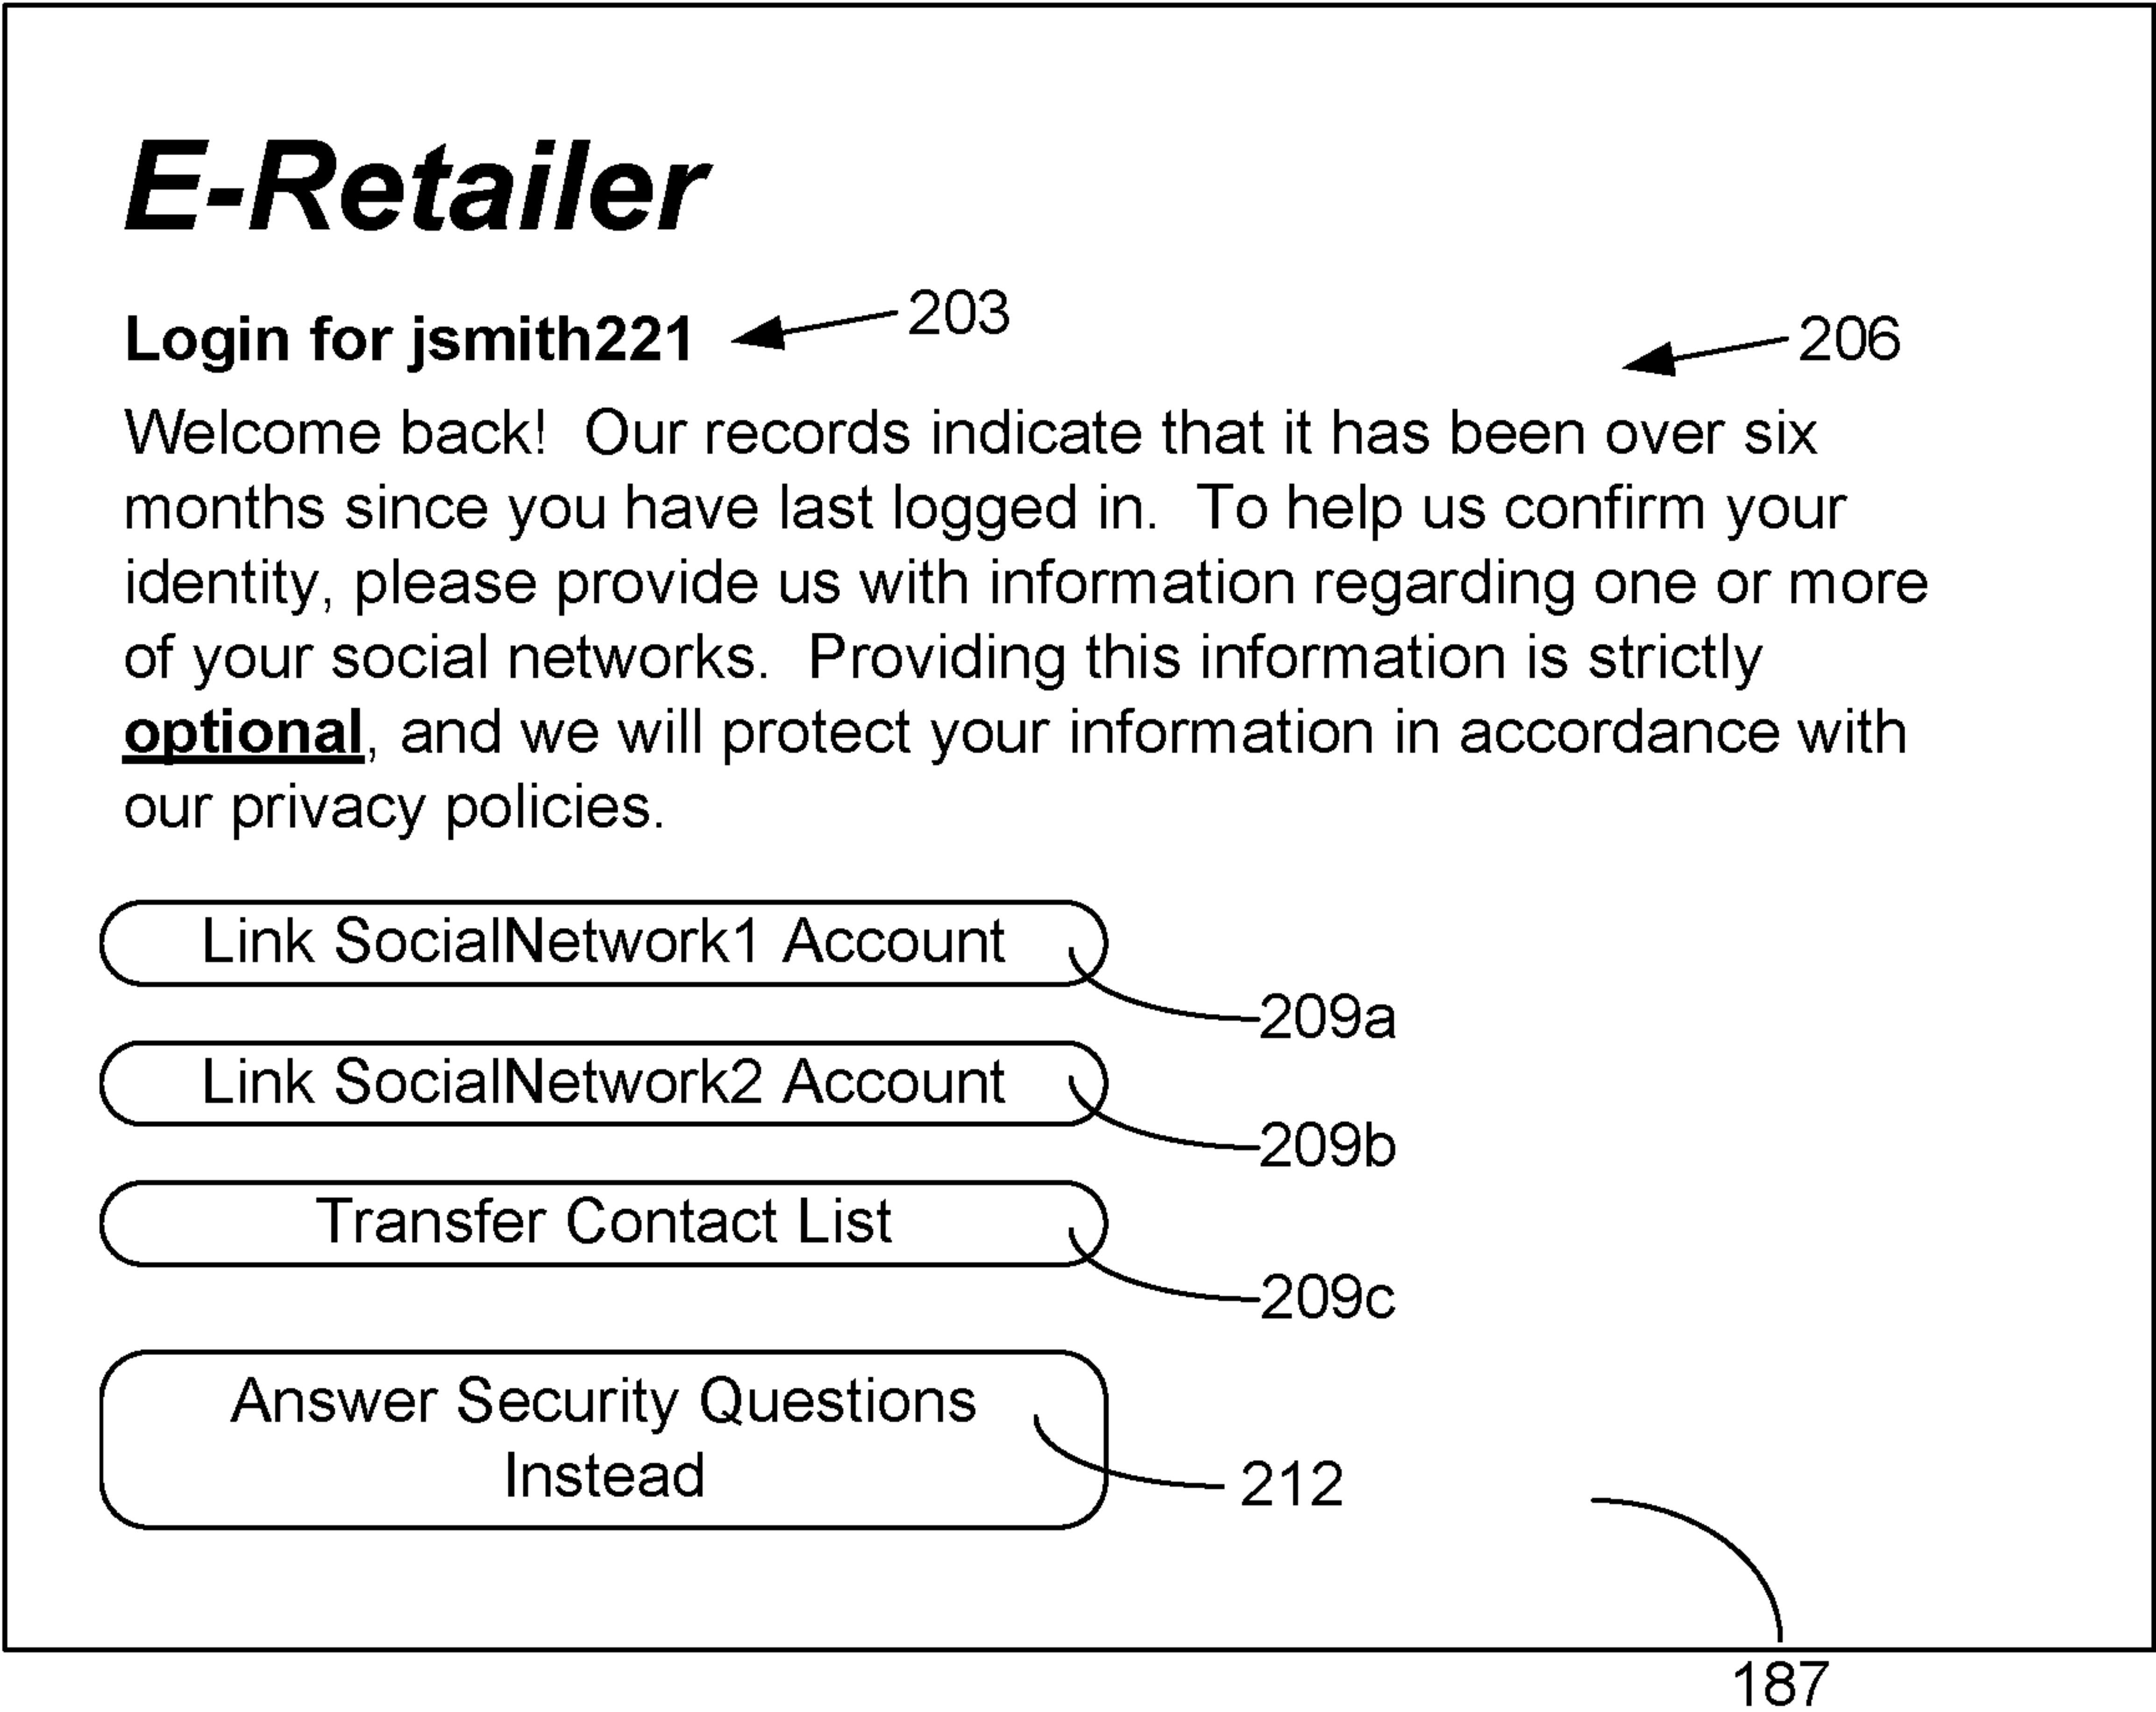 E-Retailer
Login for jsmith221
203
206
Welcome back!  Our records indicate that it has been over six
months since you have last logged in.  To help us confirm your
identity, please provide us with information regarding one or more
of your social networks.  Providing this information is strictly
optional, and we will protect your information in accordance with
our privacy policies.
Link SocialNetwork1 Account
209a
Link SocialNetwork2 Account
209b
Transfer Contact List
209c
Answer Security Questions
Instead
212
187